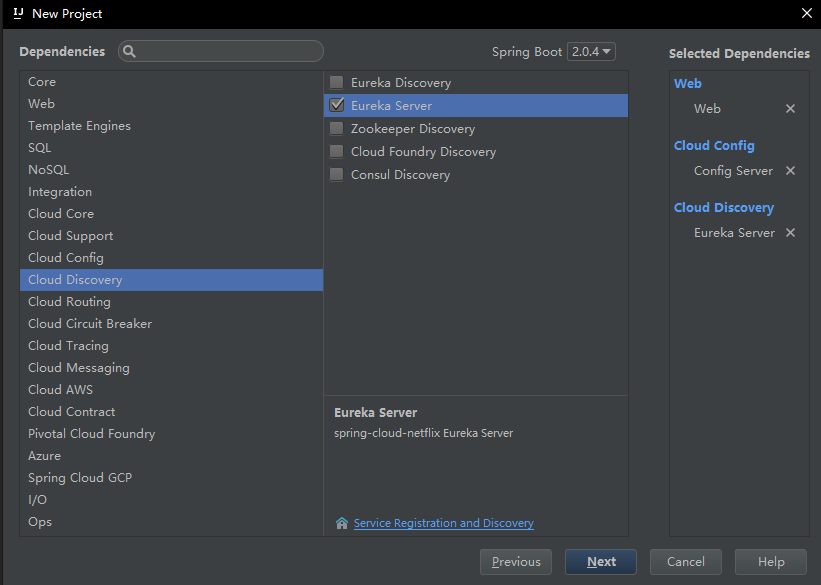 New Project
Dependencies
Spring Boot 2.0.4
Selected Dependencies
Core
Web
Template Engines
SQL
NoSQL
Integration
Cloud Core
Cloud Support
Cloud Config
Cloud Discovery
Cloud Routing
Cloud Circuit Breaker
Cloud Tracing
Cloud Messaging
Cloud AWS
Cloud Contract
Pivotal Cloud Foundry
Azure
Spring Cloud GCP
I/O
Ops
Eureka Discovery
Eureka Server
Zookeeper Discovery
Cloud Foundry Discovery
Consul Discovery
Eureka Server
spring-cloud-netflix Eureka Server
Service Registration and Discovery
Web
Web
Cloud Config
Config Server
Cloud Discovery
Eureka Server
Previous
Next
Cancel
Help